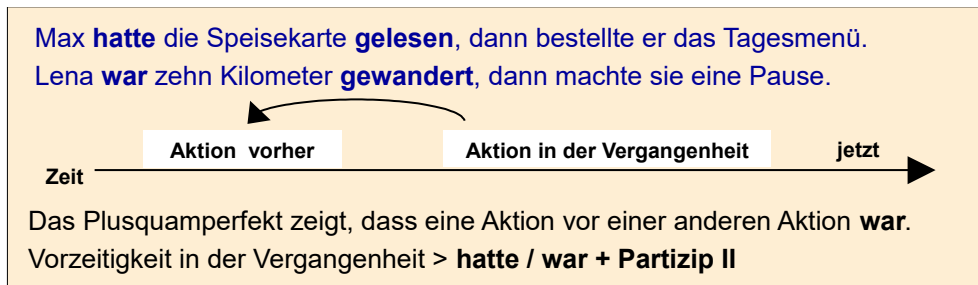 Max hatte die Speisekarte gelesen, dann bestellte er das Tagesmenü.
Lena war zehn Kilometer gewandert, dann machte sie eine Pause.
Aktion vorher
Aktion in der Vergangenheit
jetzt
Zeit
Das Plusquamperfekt zeigt, dass eine Aktion vor einer anderen Aktion war.
Vorzeitigkeit in der Vergangenheit > hatte / war + Partizip II